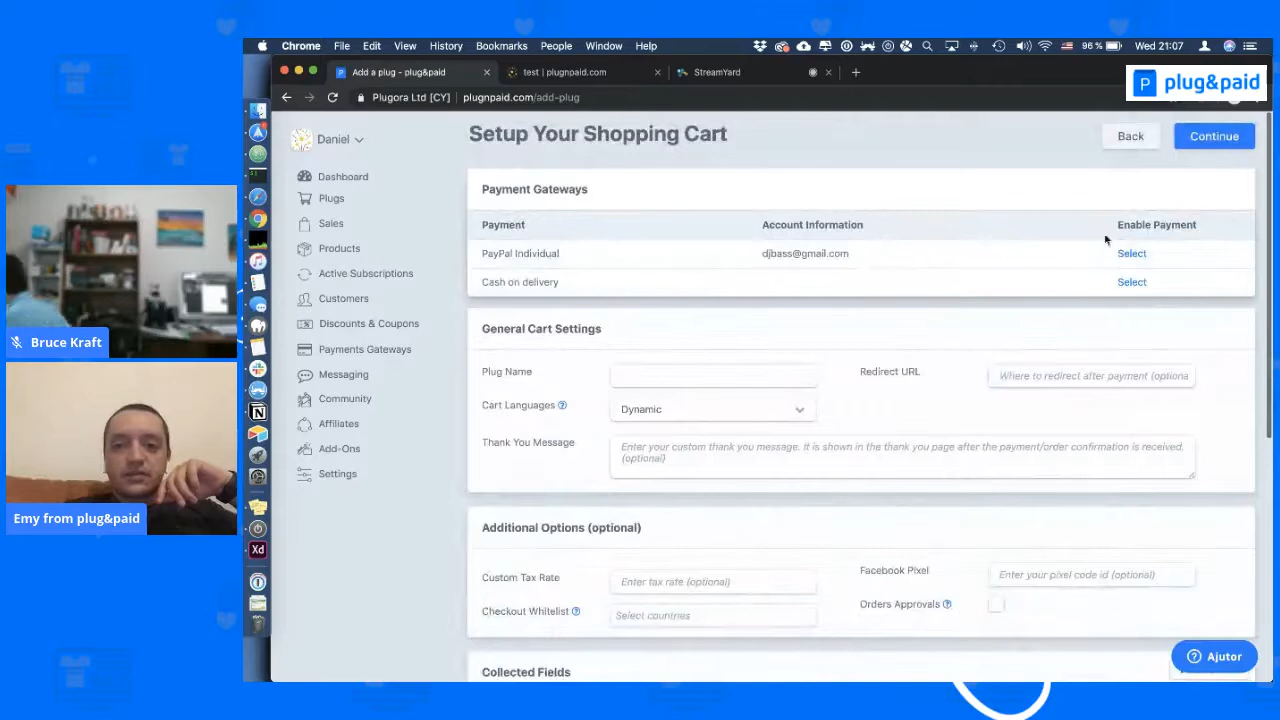 Chrome File Edit View History Bookmarks People Window Help 96 % Wed 21:07
Add a plug - plug&paid
test | plugnpaid.com
StreamYard
Plugora Ltd [CY] | plugnpaid.com/add-plug
P plug&paid
Daniel
Dashboard
Plugs
Sales
Products
Active Subscriptions
Customers
Discounts & Coupons
Payments Gateways
Messaging
Community
Affiliates
Add-Ons
Settings
Setup Your Shopping Cart
Back
Continue
Payment Gateways
Payment Account Information Enable Payment
PayPal Individual djbass@gmail.com Select
Cash on delivery Select
General Cart Settings
Plug Name
Redirect URL Where to redirect after payment (optiona
Cart Languages ? Dynamic
Thank You Message
Enter your custom thank you message. It is shown in the thank you page after the payment/order confirmation is received.
(optional)
Additional Options (optional)
Custom Tax Rate Enter tax rate (optional)
Facebook Pixel Enter your pixel code id (optional)
Checkout Whitelist ? Select countries
Orders Approvals ?
Collected Fields
? Ajutor
Xd
Bruce Kraft
Emy from plug&paid